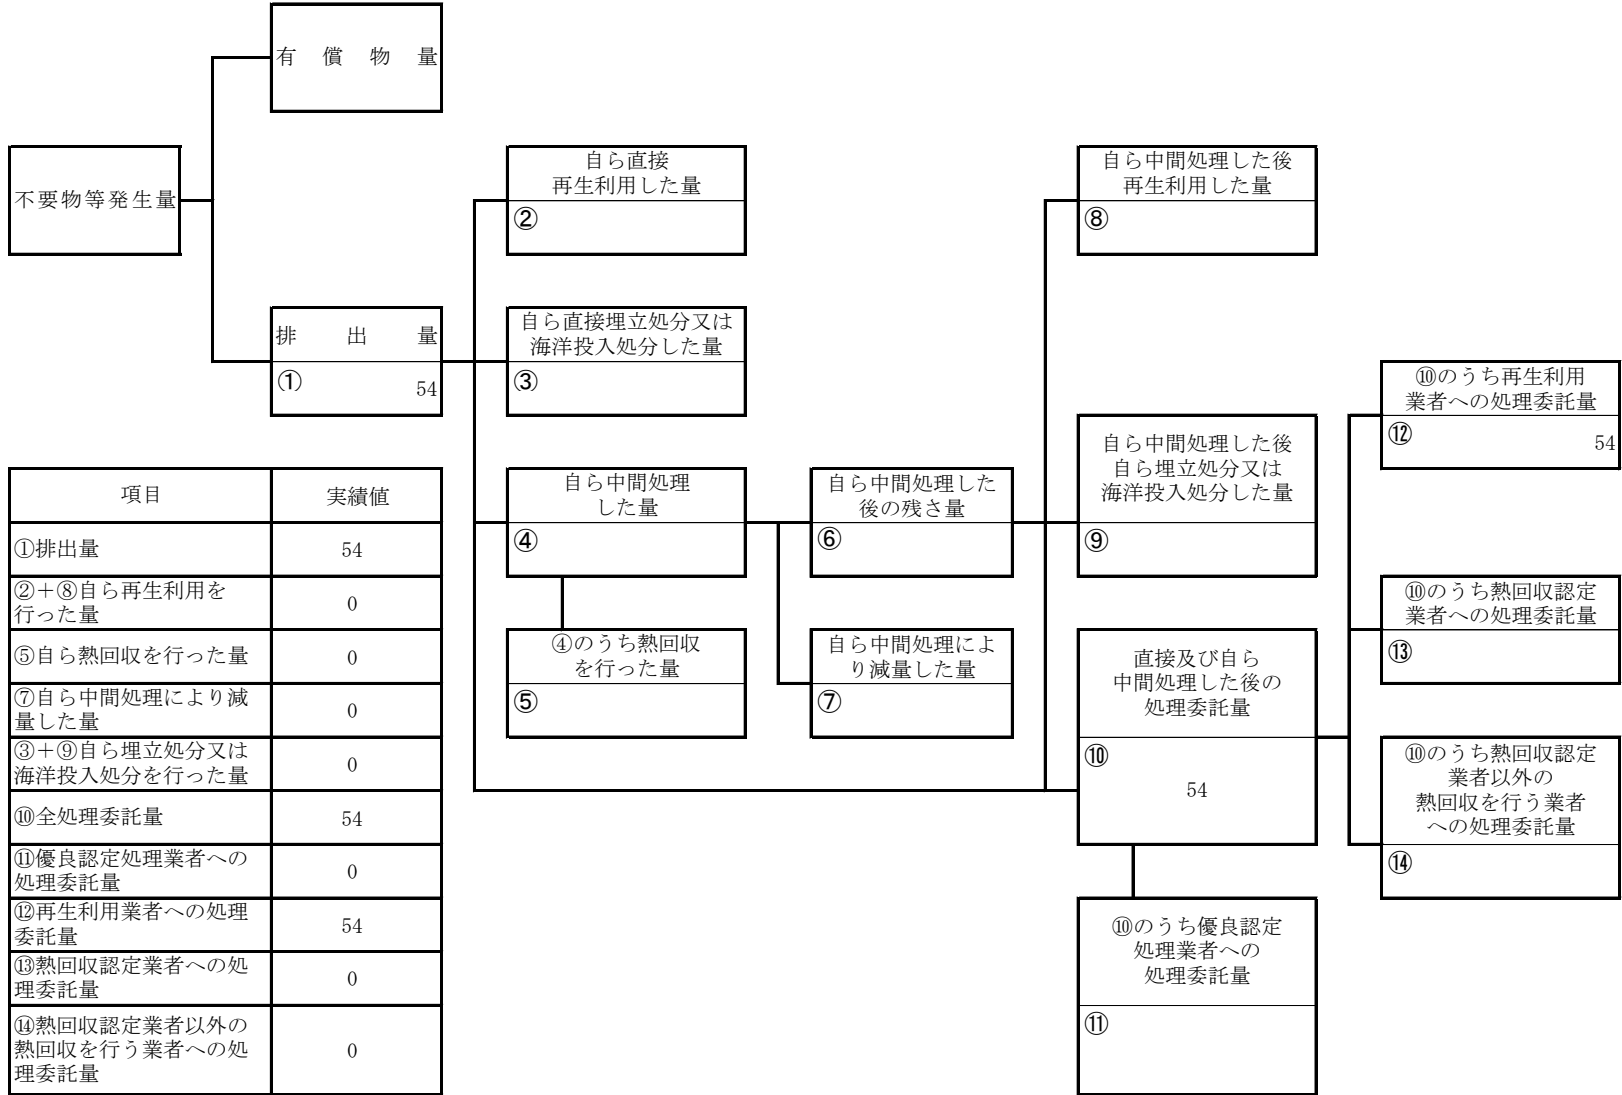 有償物量
不要物等発生量
排出量
①
54
自ら直接
再生利用した量
②
自ら直接埋立処分又は
海洋投入処分した量
③
自ら中間処理
した量
④
④のうち熱回収
を行った量
⑤
自ら中間処理した
後の残さ量
⑥
自ら中間処理によ
り減量した量
⑦
自ら中間処理した後
再生利用した量
⑧
自ら中間処理した後
自ら埋立処分又は
海洋投入処分した量
⑨
直接及び自ら
中間処理した後の
処理委託量
⑩
54
⑩のうち優良認定
処理業者への
処理委託量
⑪
⑩のうち再生利用
業者への処理委託量
⑫
54
⑩のうち熱回収認定
業者への処理委託量
⑬
⑩のうち熱回収認定
業者以外の
熱回収を行う業者
への処理委託量
⑭
項目 実績値
①排出量 54
②+⑧自ら再生利用を
行った量
0
⑤自ら熱回収を行った量 0
⑦自ら中間処理により減
量した量
0
③+⑨自ら埋立処分又は
海洋投入処分を行った量
0
⑩全処理委託量 54
⑪優良認定処理業者への
処理委託量
0
⑫再生利用業者への処理
委託量
54
⑬熱回収認定業者への処
理委託量
0
⑭熱回収認定業者以外の
熱回収を行う業者への処
理委託量
0